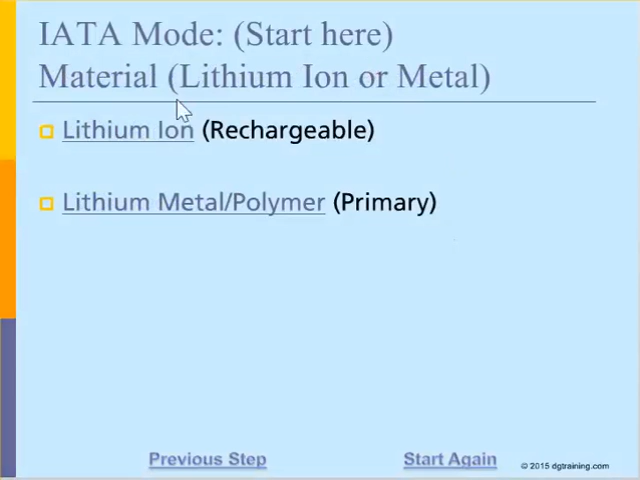 IATA Mode: (Start here)
Material (Lithium Ion or Metal)
Lithium Ion (Rechargeable)
Lithium Metal/Polymer (Primary)
Previous Step
Start Again
© 2015 dgtraining.com